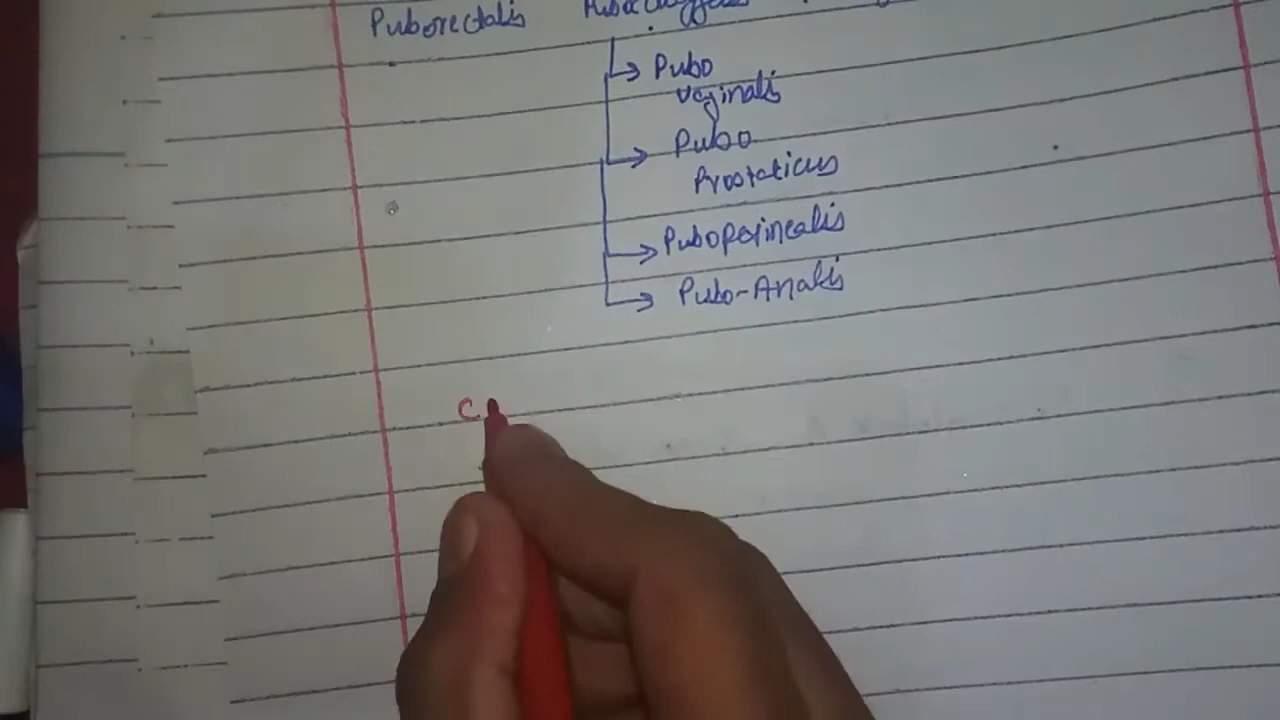 Puborectalis
Pubo
vaginalis
Pubo
Prostaticus
Puboperinealis
Pubo-Analis
C